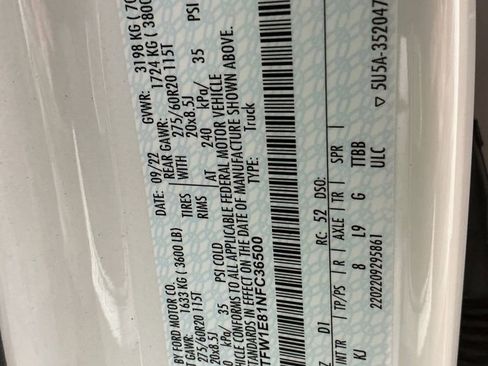 BY FORD MOTOR CO.
DATE: 09/22
GVWR: 3198 KG (70
1633 KG ( 3600 LB)
REAR GAWR: 1724 KG ( 3800
275/60R20 115T
TIRES WITH 275/60R20 115T
20x8.5J
RIMS 20x8.5J
35 PSI COLD
AT 240 kPa/ 35 PSI
VEHICLE CONFORMS TO ALL APPLICABLE FEDERAL MOTOR VEHICLE
STANDARDS IN EFFECT ON THE DATE OF MANUFACTURE SHOWN ABOVE.
TFW1E81NFC36500
TYPE: Truck
D1
RC: 52 DSO:
INT TR TP/PS R AXLE TR SPR
KJ 8 L9 G TTBB
2202209295861
ULC
▽ 5U5A-352047